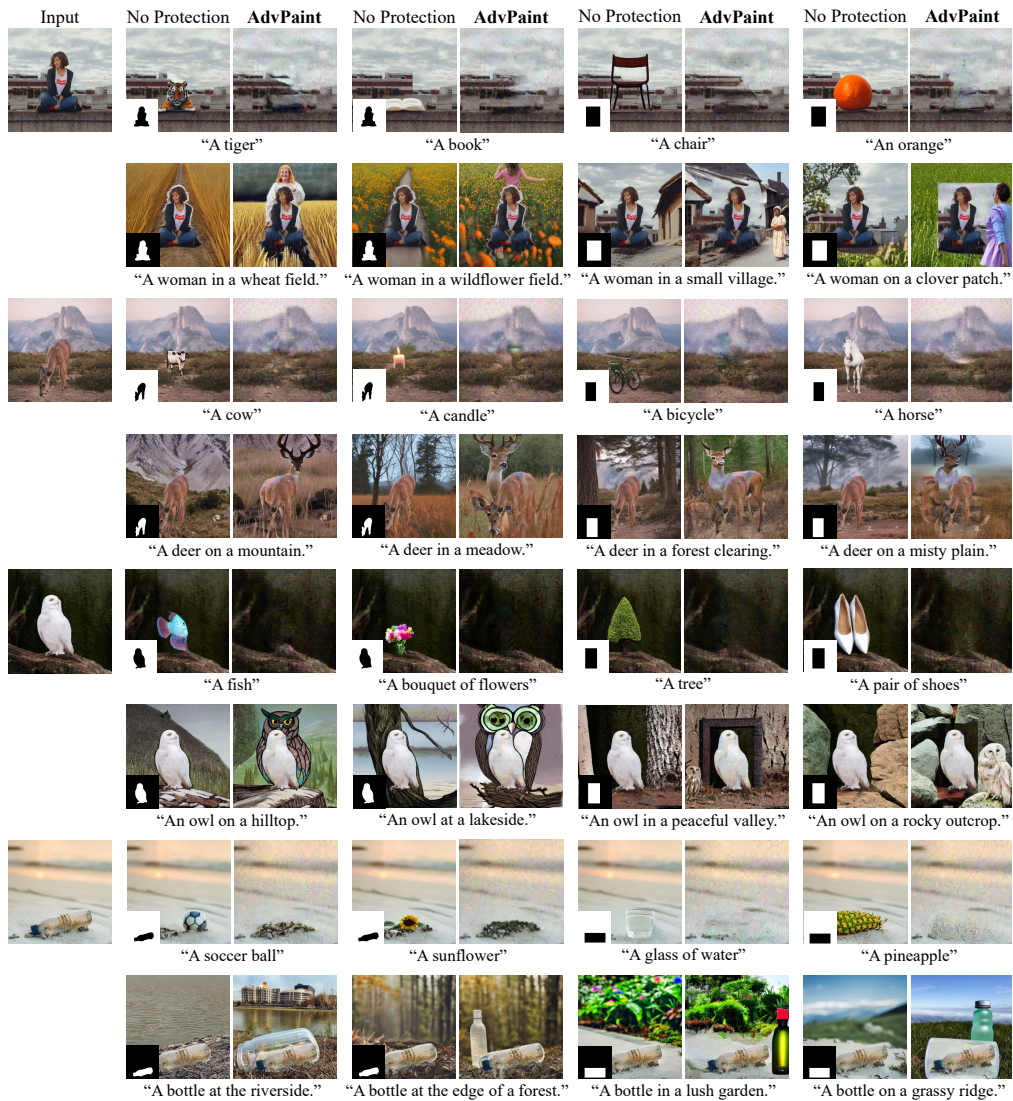 Input No Protection AdvPaint No Protection AdvPaint No Protection AdvPaint No Protection AdvPaint
“A tiger” “A book” “A chair” “An orange”
“A woman in a wheat field.” “A woman in a wildflower field.” “A woman in a small village.” “A woman on a clover patch.”
“A cow” “A candle” “A bicycle” “A horse”
“A deer on a mountain.” “A deer in a meadow.” “A deer in a forest clearing.” “A deer on a misty plain.”
“A fish” “A bouquet of flowers” “A tree” “A pair of shoes”
“An owl on a hilltop.” “An owl at a lakeside.” “An owl in a peaceful valley.” “An owl on a rocky outcrop.”
“A soccer ball” “A sunflower” “A glass of water” “A pineapple”
“A bottle at the riverside.” “A bottle at the edge of a forest.” “A bottle in a lush garden.” “A bottle on a grassy ridge.”